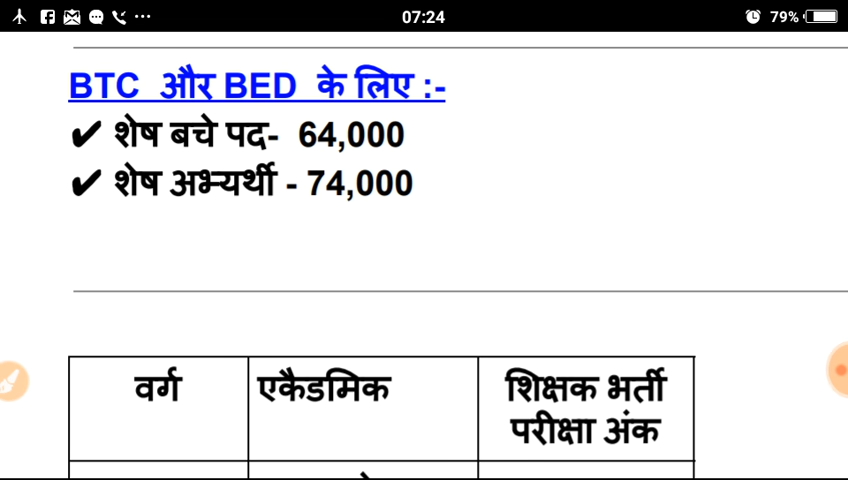 07:24
79%
BTC और BED के लिए :-
✔ शेष बचे पद- 64,000
✔ शेष अभ्यर्थी - 74,000
वर्ग
एकैडमिक
शिक्षक भर्ती
परीक्षा अंक